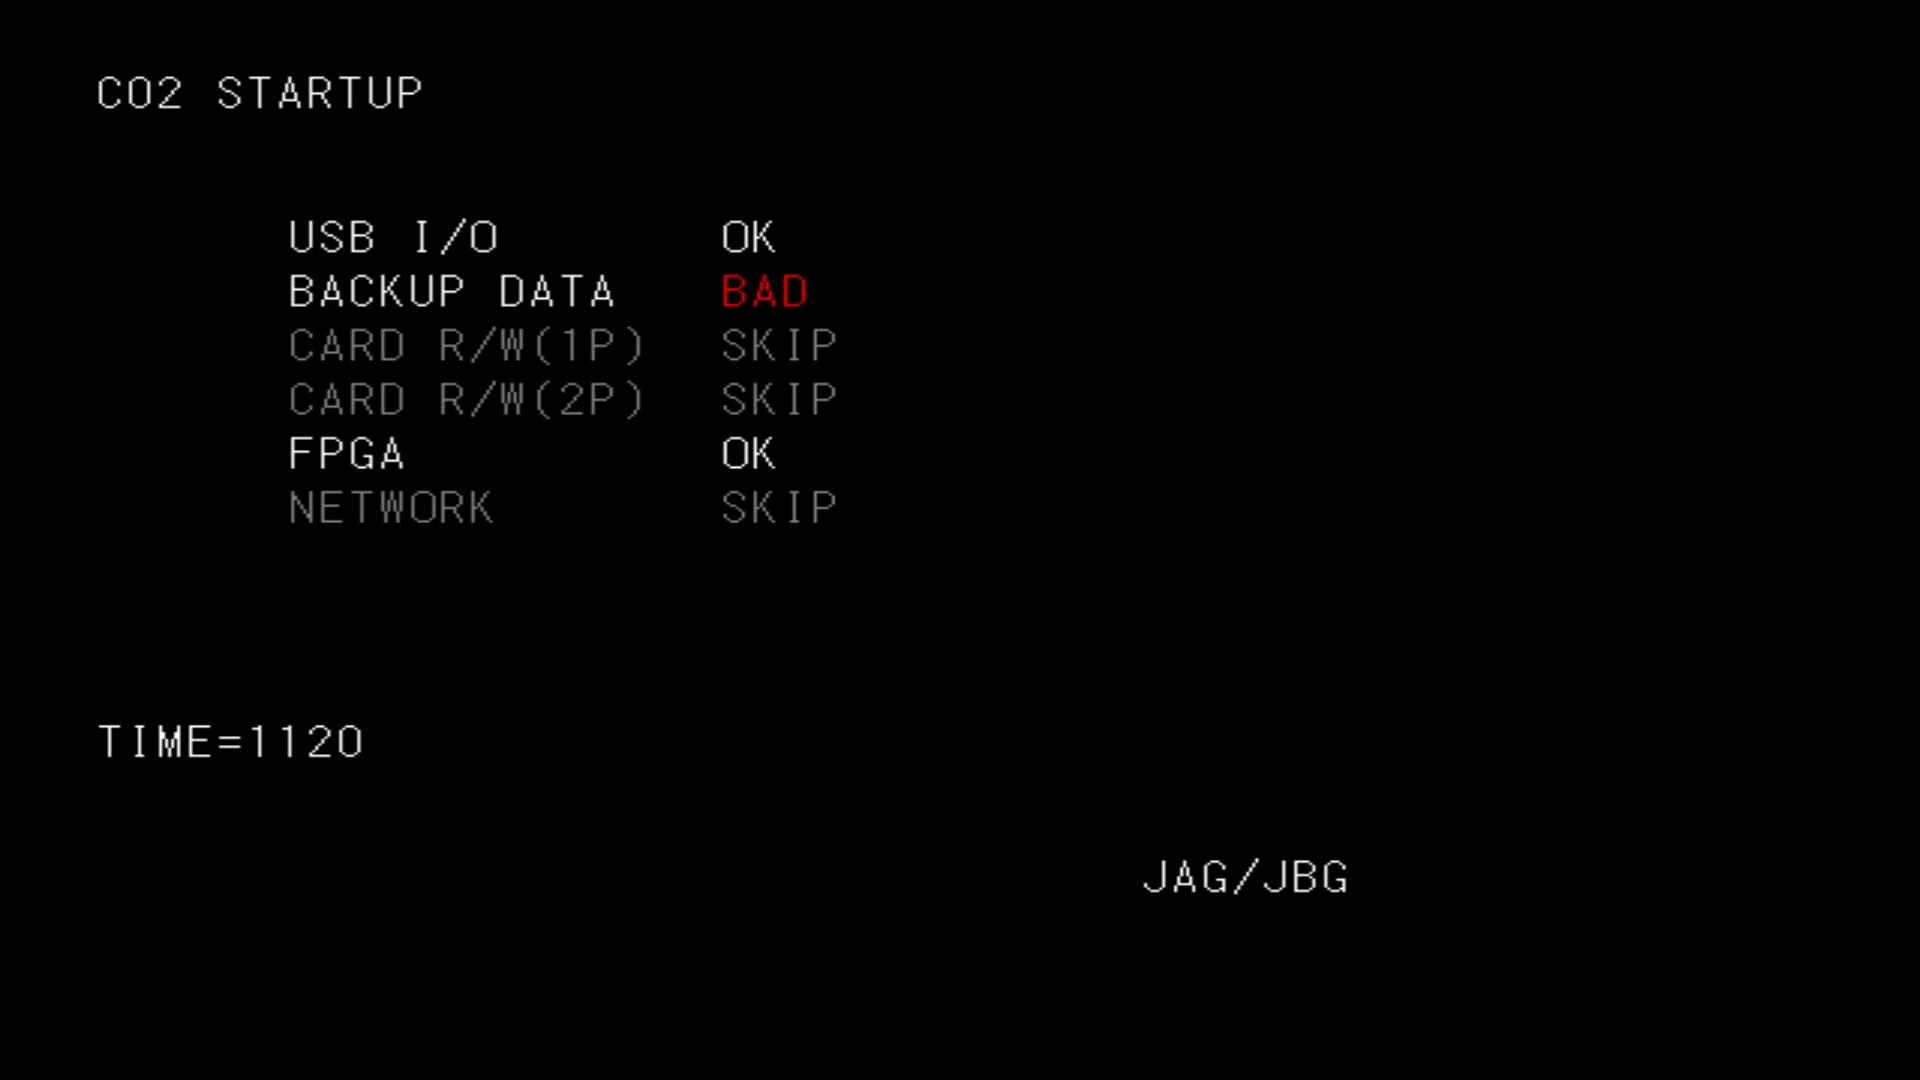 CO2 STARTUP
USB I/O OK
BACKUP DATA BAD
CARD R/W(1P) SKIP
CARD R/W(2P) SKIP
FPGA OK
NETWORK SKIP
TIME=1120
JAG/JBG